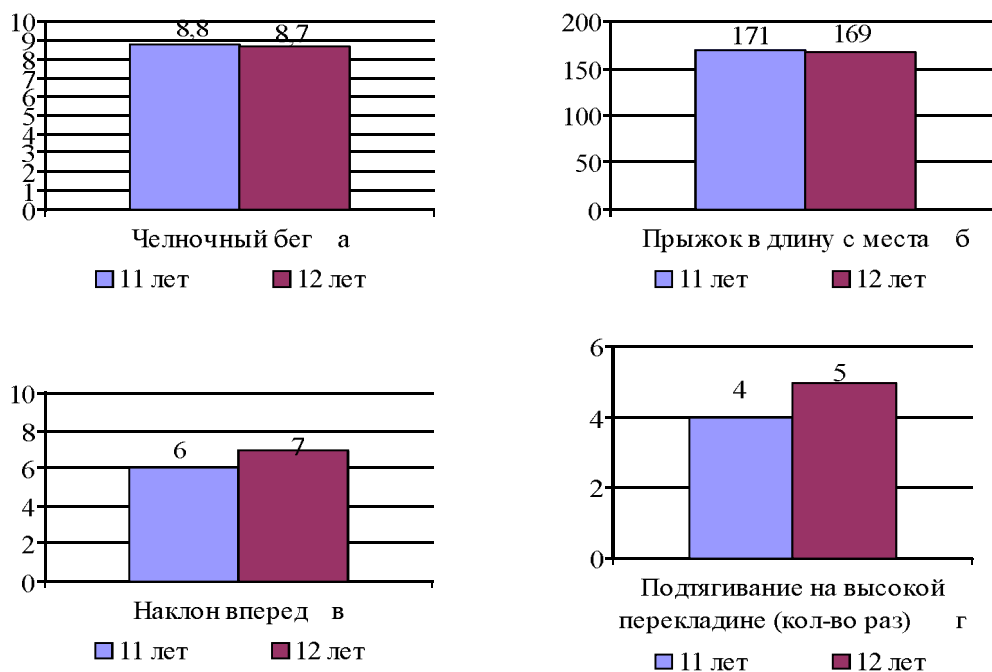 10
9
8
7
6
5
4
3
2
1
0
8,8
8,7
Челночный бег а
11 лет
12 лет
200
150
100
50
0
171
169
Прыжок в длину с места б
11 лет
12 лет
10
8
6
4
2
0
6
7
Наклон вперед в
11 лет
12 лет
6
4
2
0
4
5
Подтягивание на высокой
перекладине (кол-во раз) г
11 лет
12 лет